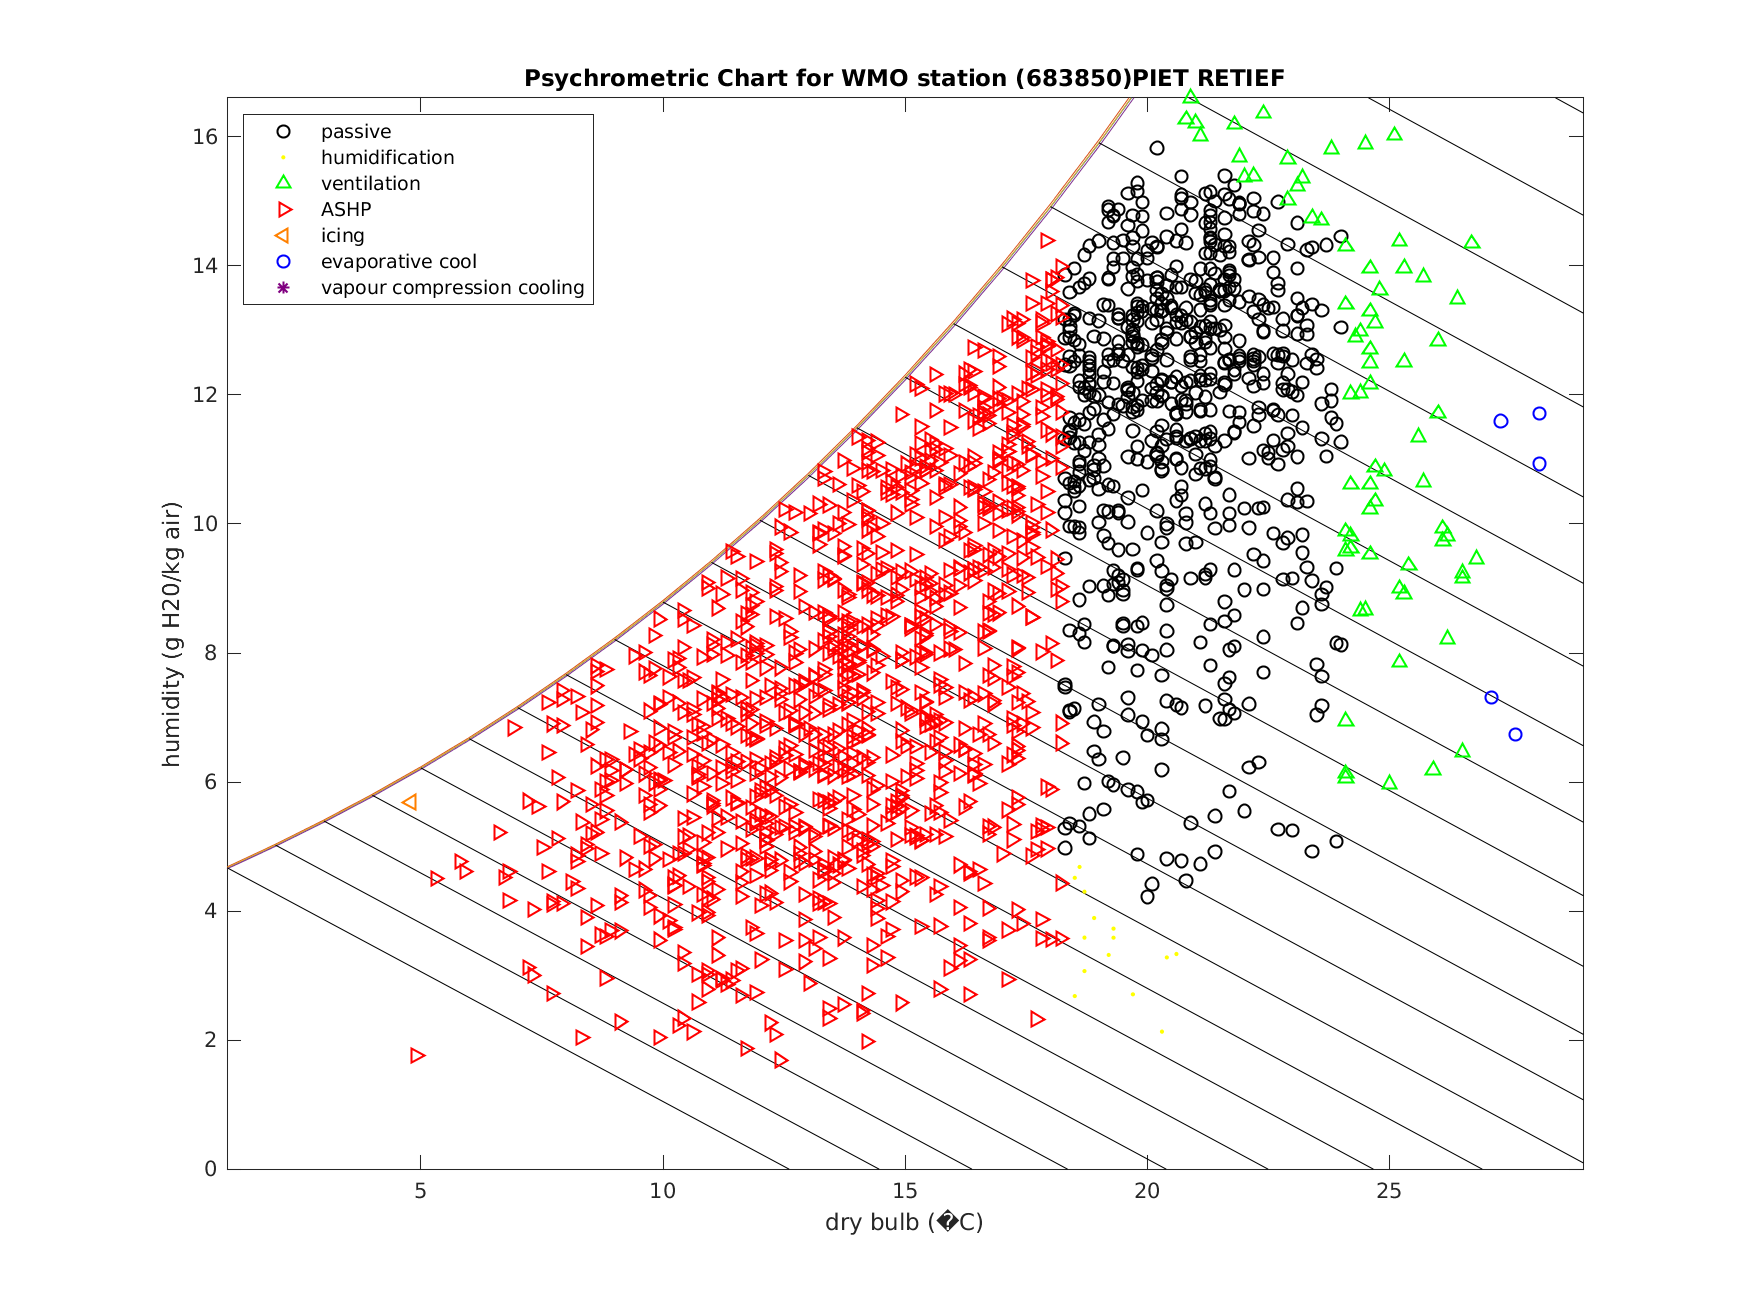 Psychrometric Chart for WMO station (683850)PIET RETIEF
passive
humidification
ventilation
ASHP
icing
evaporative cool
vapour compression cooling
humidity (g H20/kg air)
16
14
12
10
8
6
4
2
0
5
10
15
20
25
dry bulb (�C)